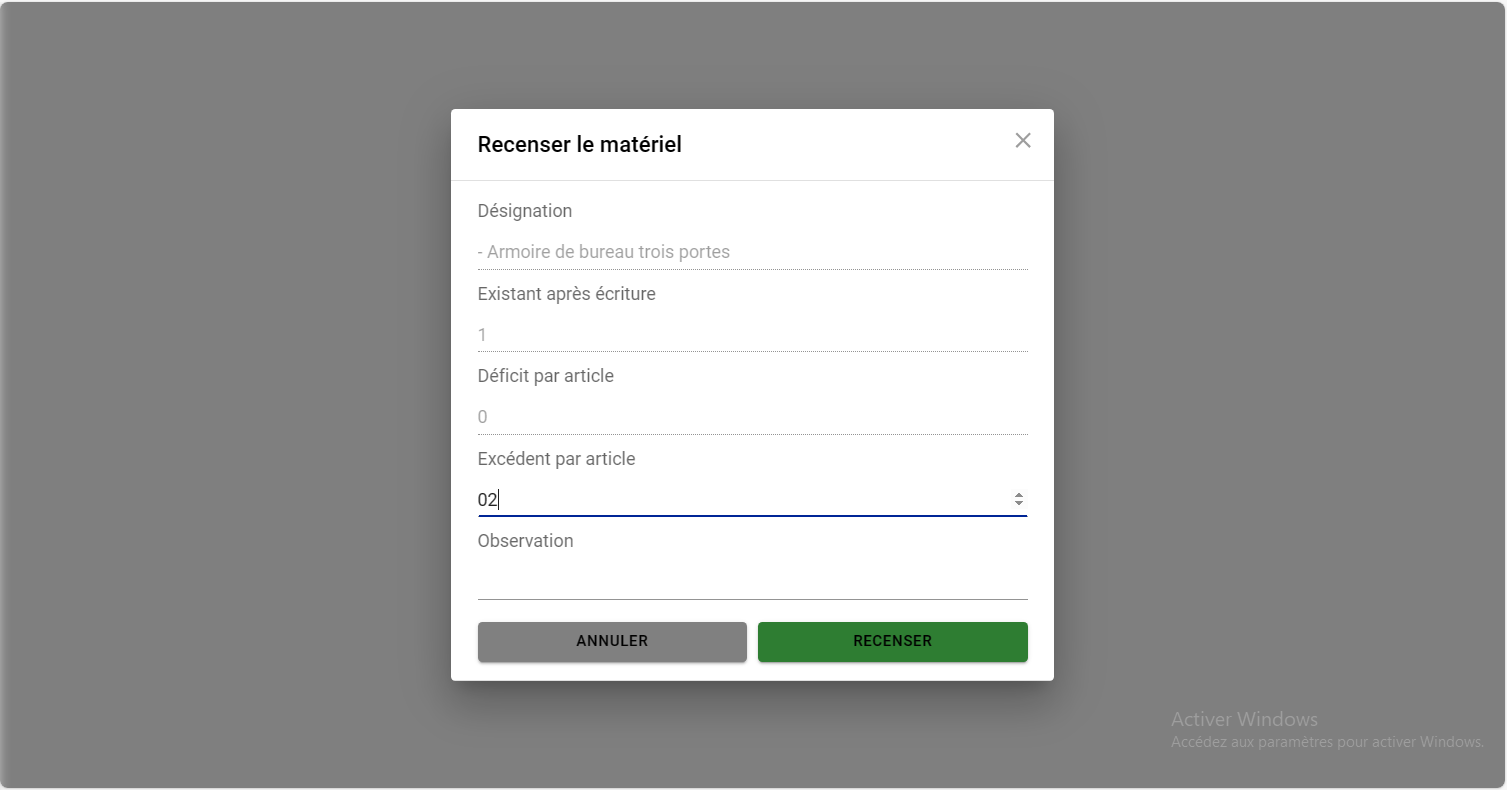 Recenser le matériel
Désignation
- Armoire de bureau trois portes
Existant après écriture
1
Déficit par article
0
Excédent par article
02
Observation
ANNULER
RECENSER
Activer Windows
Accédez aux paramètres pour activer Windows.